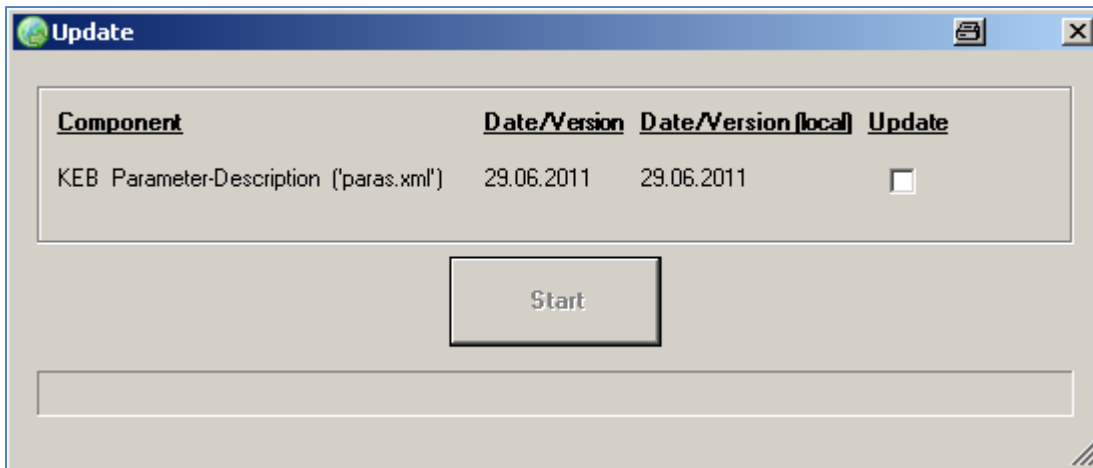 Update
Component Date/Version Date/Version (local) Update
KEB Parameter-Description ('paras.xml') 29.06.2011 29.06.2011
Start